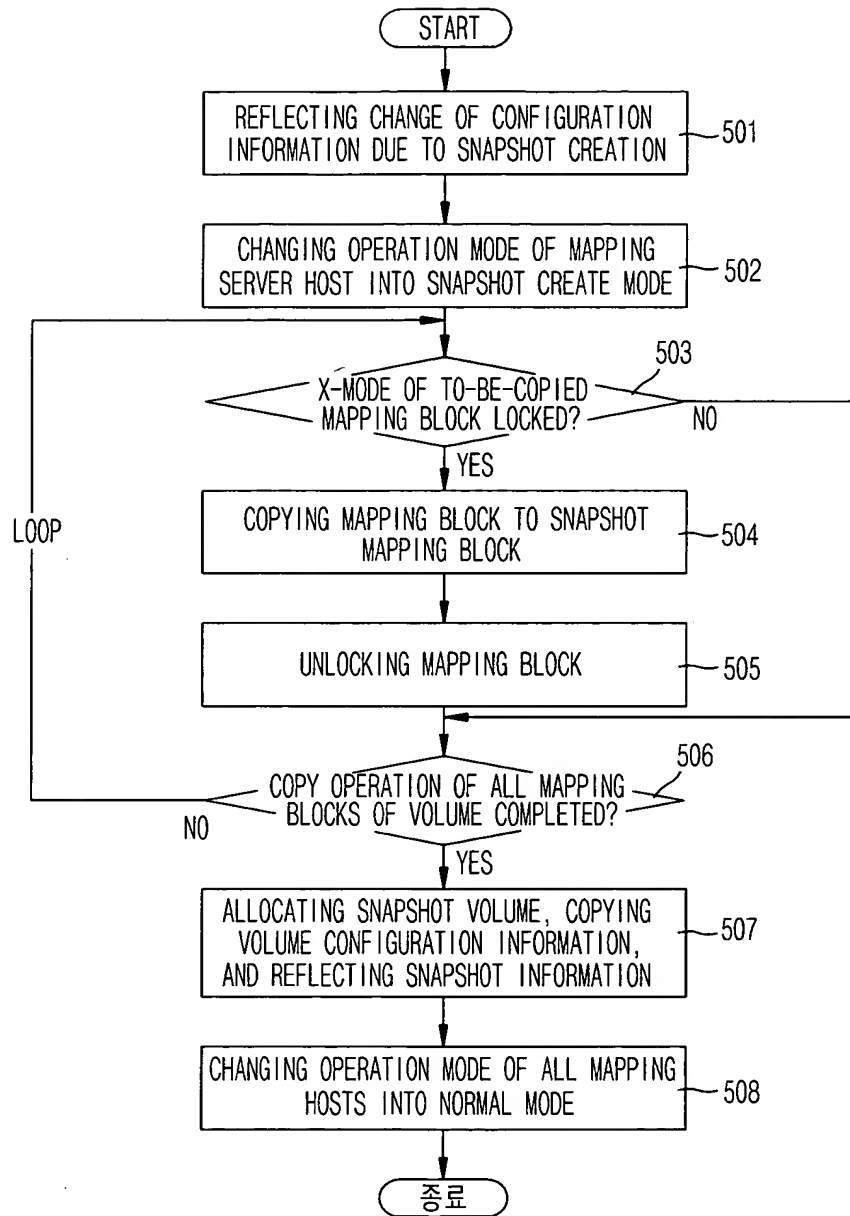 START
REFLECTING CHANGE OF CONFIGURATION
INFORMATION DUE TO SNAPSHOT CREATION
501
CHANGING OPERATION MODE OF MAPPING
SERVER HOST INTO SNAPSHOT CREATE MODE
502
503
X-MODE OF TO-BE-COPIED
MAPPING BLOCK LOCKED?
NO
YES
LOOP
COPYING MAPPING BLOCK TO SNAPSHOT
MAPPING BLOCK
504
UNLOCKING MAPPING BLOCK
505
506
COPY OPERATION OF ALL MAPPING
BLOCKS OF VOLUME COMPLETED?
NO
YES
ALLOCATING SNAPSHOT VOLUME, COPYING
VOLUME CONFIGURATION INFORMATION,
AND REFLECTING SNAPSHOT INFORMATION
507
CHANGING OPERATION MODE OF ALL MAPPING
HOSTS INTO NORMAL MODE
508
종료